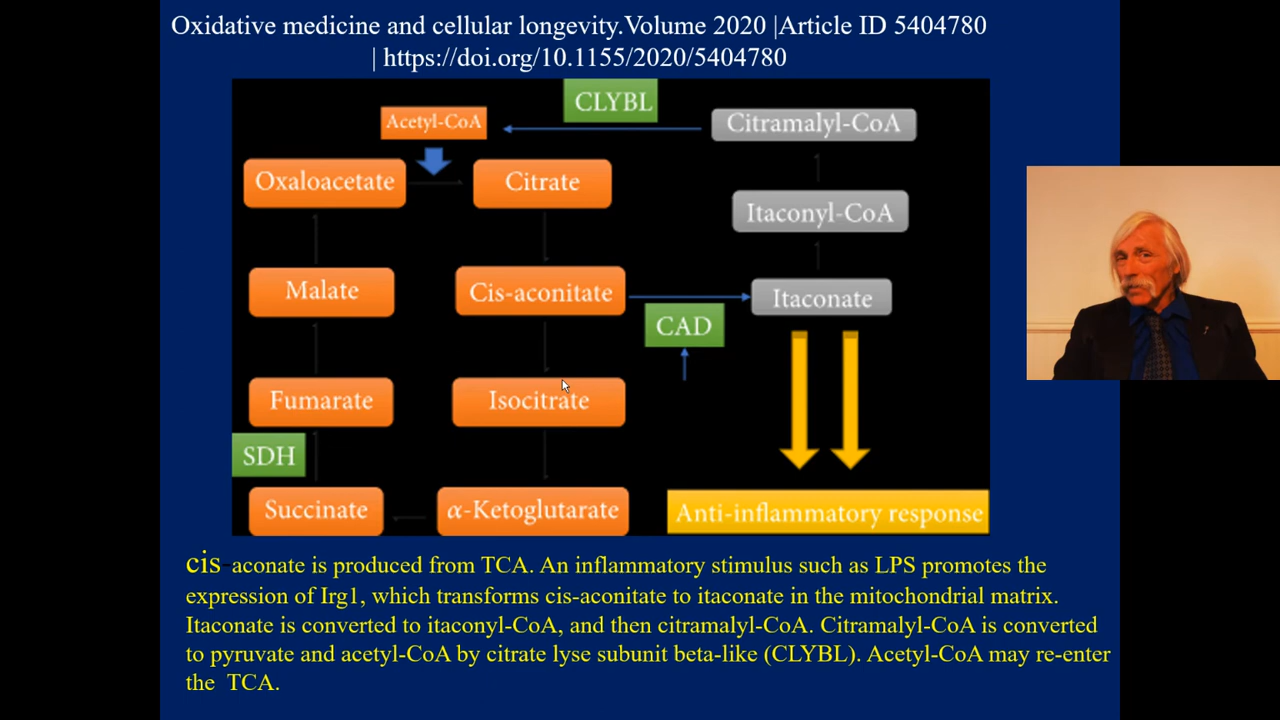 Oxidative medicine and cellular longevity.Volume 2020 |Article ID 5404780
| https://doi.org/10.1155/2020/5404780
CLYBL
Acetyl-CoA
Citramalyl-CoA
Oxaloacetate
Citrate
Itaconyl-CoA
Malate
Cis-aconitate
Itaconate
CAD
Fumarate
Isocitrate
SDH
Succinate
α-Ketoglutarate
Anti-inflammatory response
cis-aconate is produced from TCA. An inflammatory stimulus such as LPS promotes the
expression of Irg1, which transforms cis-aconitate to itaconate in the mitochondrial matrix.
Itaconate is converted to itaconyl-CoA, and then citramalyl-CoA. Citramalyl-CoA is converted
to pyruvate and acetyl-CoA by citrate lyse subunit beta-like (CLYBL). Acetyl-CoA may re-enter
the TCA.